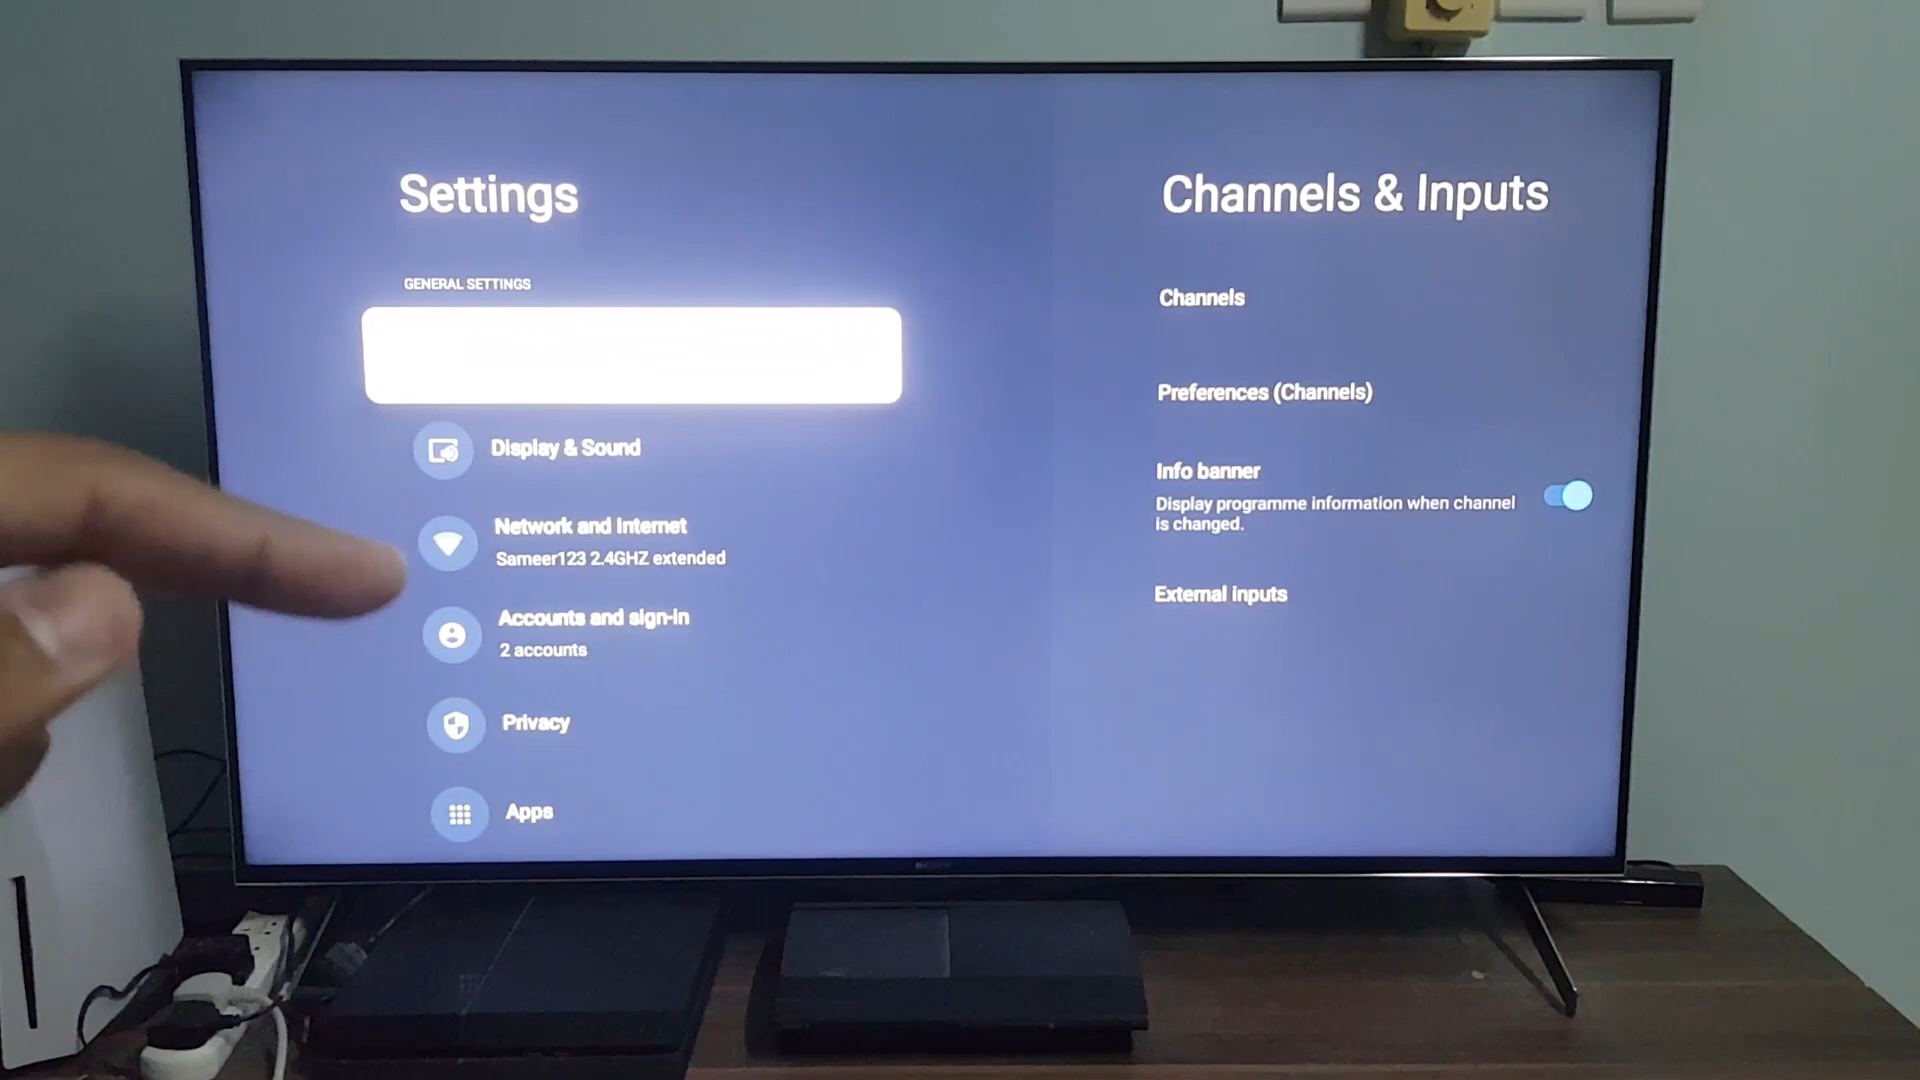 Settings
GENERAL SETTINGS
Display & Sound
Network and Internet
Sameer123 2.4GHZ extended
Accounts and sign-in
2 accounts
Privacy
Apps
Channels & Inputs
Channels
Preferences (Channels)
Info banner
Display programme information when channel
is changed.
External inputs
SONY